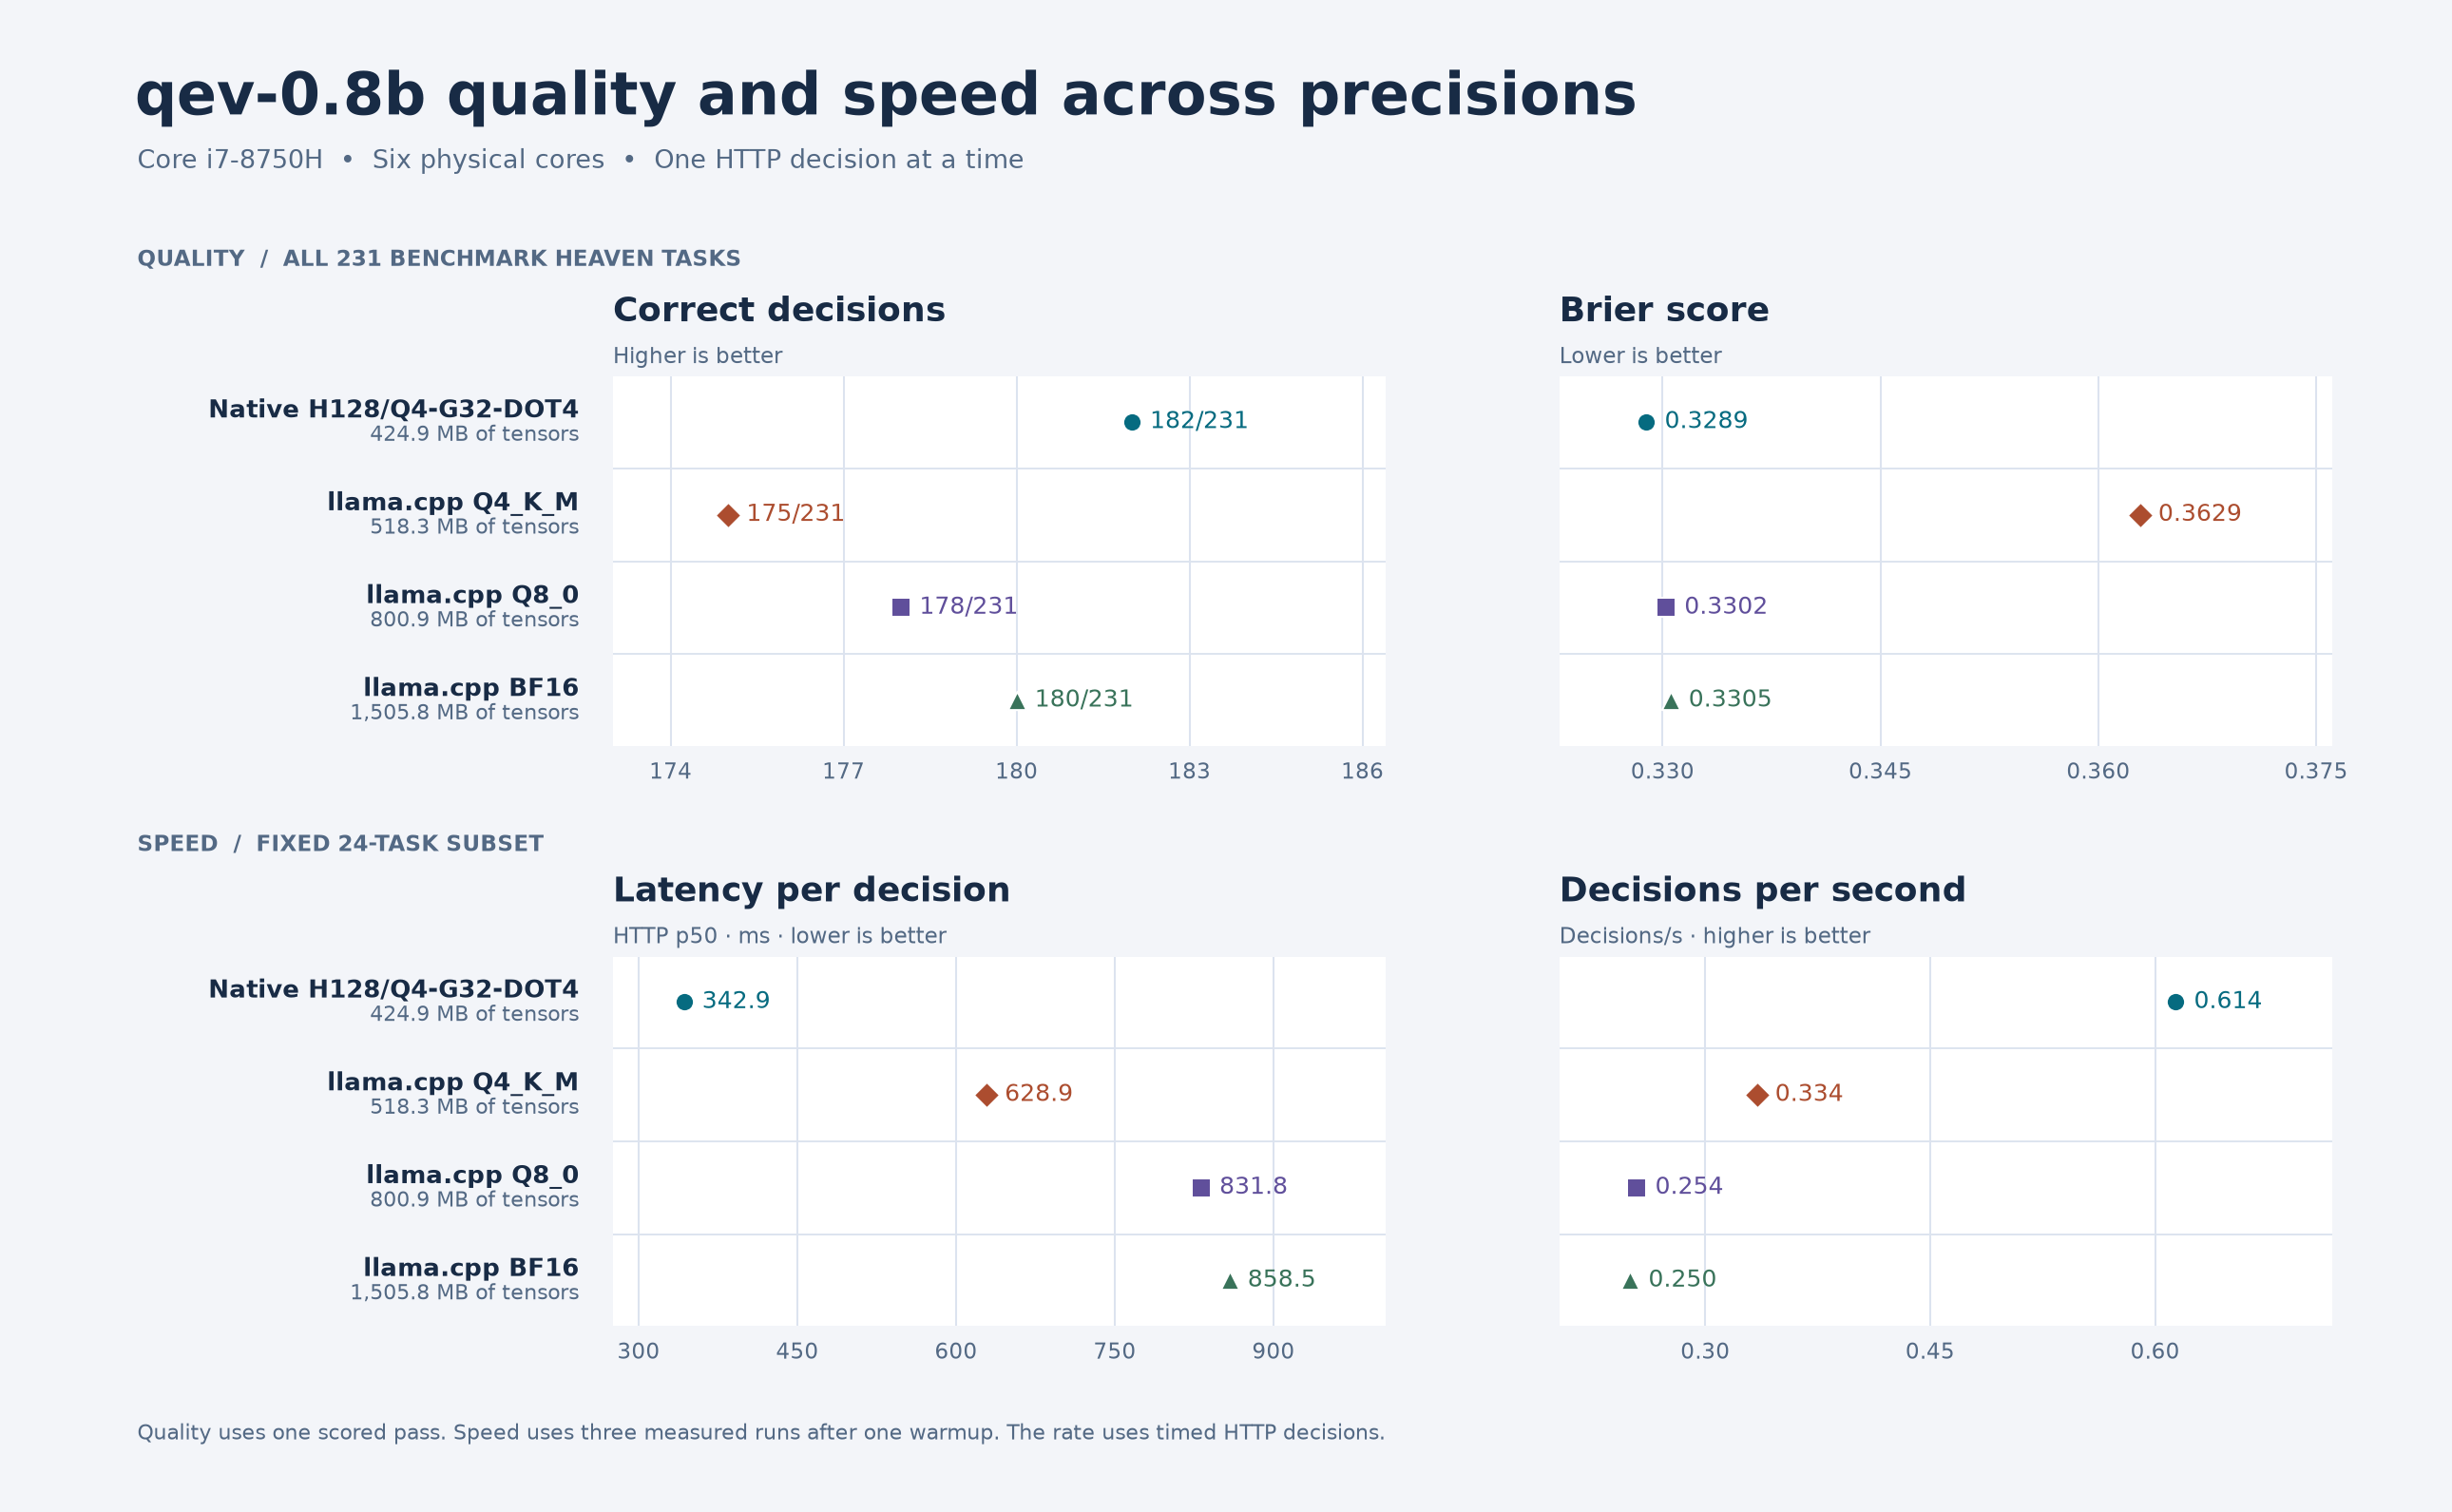 qev-0.8b quality and speed across precisions
Core i7-8750H • Six physical cores • One HTTP decision at a time
QUALITY / ALL 231 BENCHMARK HEAVEN TASKS
Correct decisions
Higher is better
Brier score
Lower is better
Native H128/Q4-G32-DOT4
424.9 MB of tensors
182/231
0.3289
llama.cpp Q4_K_M
518.3 MB of tensors
175/231
0.3629
llama.cpp Q8_0
800.9 MB of tensors
178/231
0.3302
llama.cpp BF16
1,505.8 MB of tensors
180/231
0.3305
174 177 180 183 186
0.330 0.345 0.360 0.375
SPEED / FIXED 24-TASK SUBSET
Latency per decision
HTTP p50 · ms · lower is better
Decisions per second
Decisions/s · higher is better
Native H128/Q4-G32-DOT4
424.9 MB of tensors
342.9
0.614
llama.cpp Q4_K_M
518.3 MB of tensors
628.9
0.334
llama.cpp Q8_0
800.9 MB of tensors
831.8
0.254
llama.cpp BF16
1,505.8 MB of tensors
858.5
0.250
300 450 600 750 900
0.30 0.45 0.60
Quality uses one scored pass. Speed uses three measured runs after one warmup. The rate uses timed HTTP decisions.